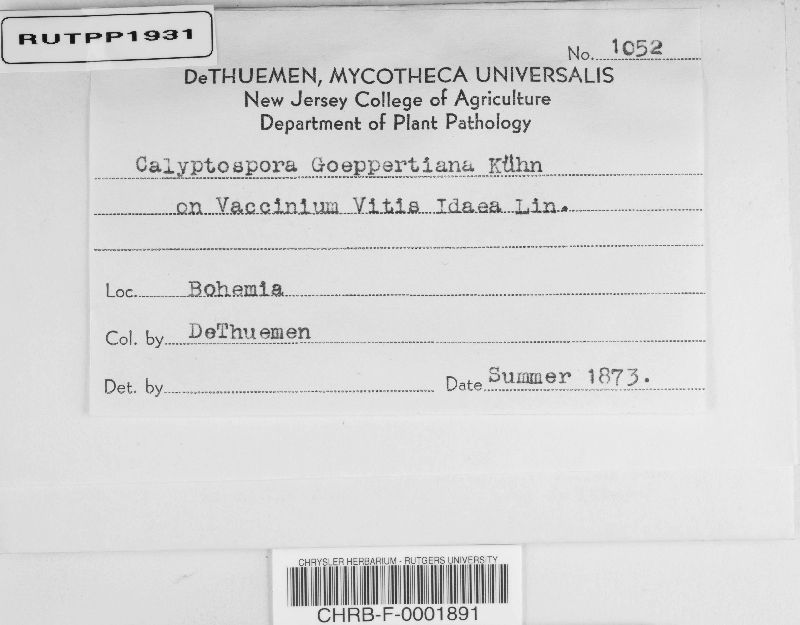 RUTPP1931
No. 1052
DeTHUEMEN, MYCOTHECA UNIVERSALIS
New Jersey College of Agriculture
Department of Plant Pathology
Calyptospora Goeppertiana Kühn
on Vaccinium Vitis Idaea Lin.
Loc. Bohemia
Col. by DeThuemen
Det. by Date Summer 1873.
CHRYSLER HERBARIUM - RUTGERS UNIVERSITY
CHRB-F-0001891